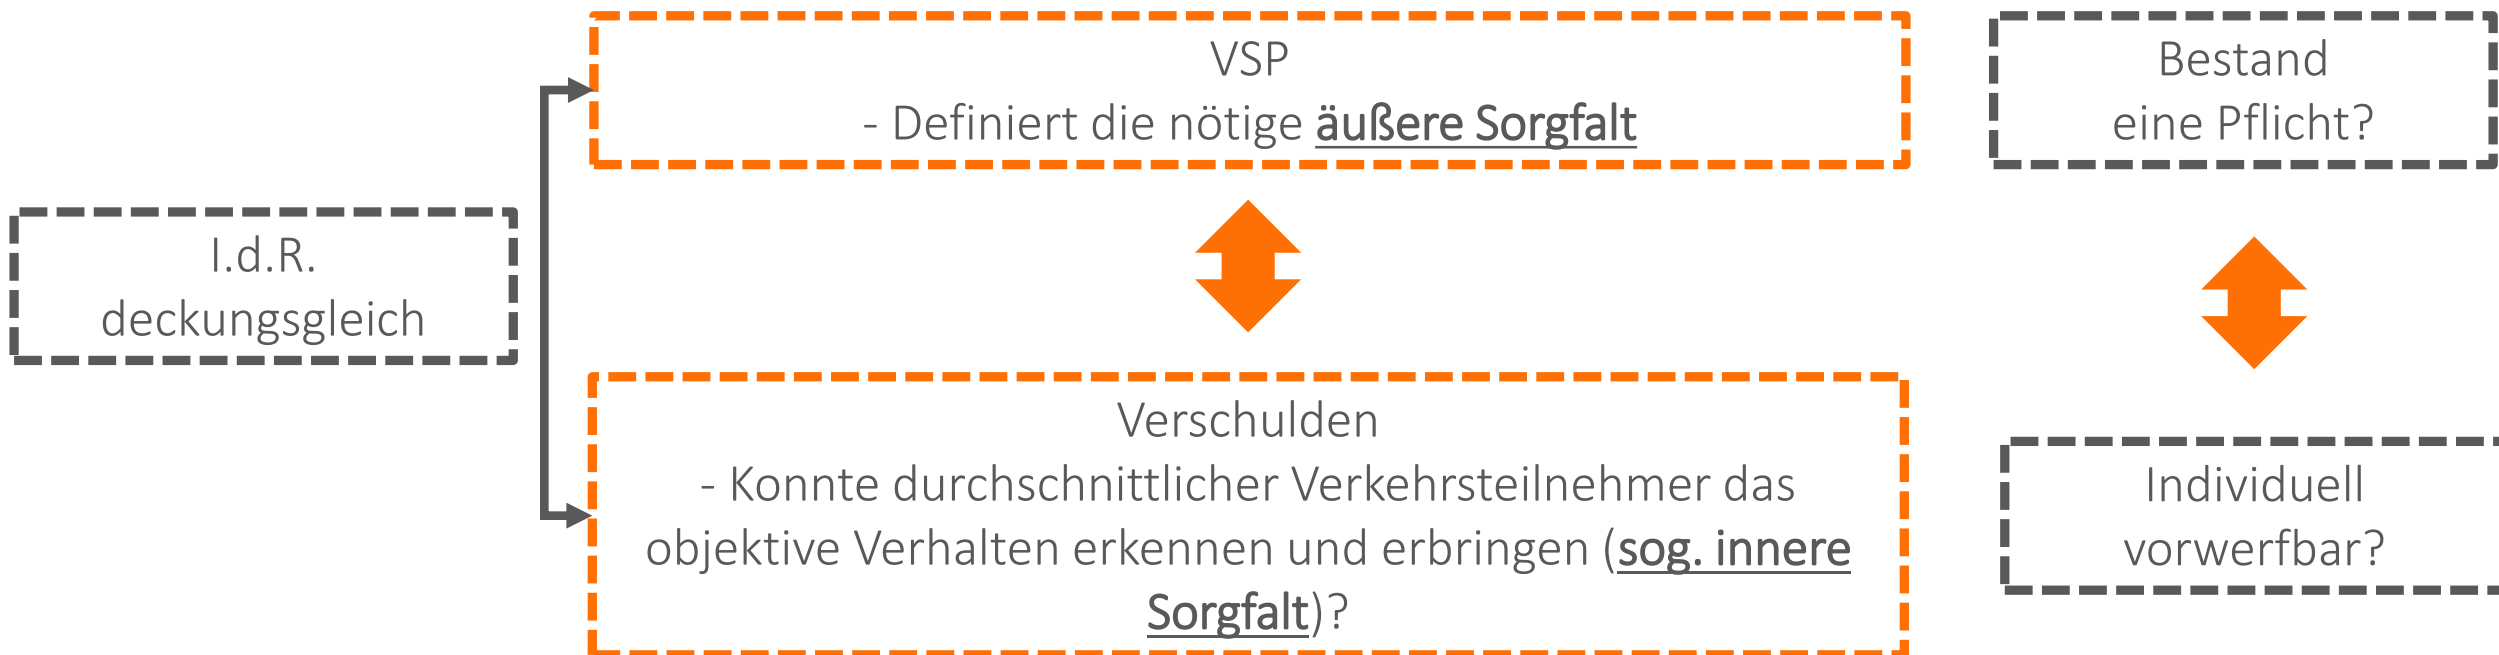 VSP
- Definiert die nötige äußere Sorgfalt
Bestand
eine Pflicht?
I.d.R.
deckungsgsleich
Verschulden
- Konnte durchschnittlicher Verkehrsteilnehmer das
objektive Verhalten erkennen und erbringen (sog. innere
Sorgfalt)?
Individuell
vorwerfbar?